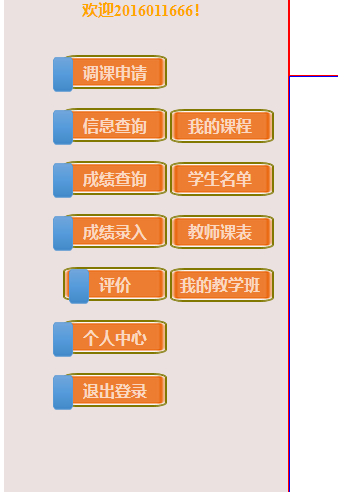 欢迎2016011666！
调课申请
信息查询 我的课程
成绩查询 学生名单
成绩录入 教师课表
评价 我的教学班
个人中心
退出登录